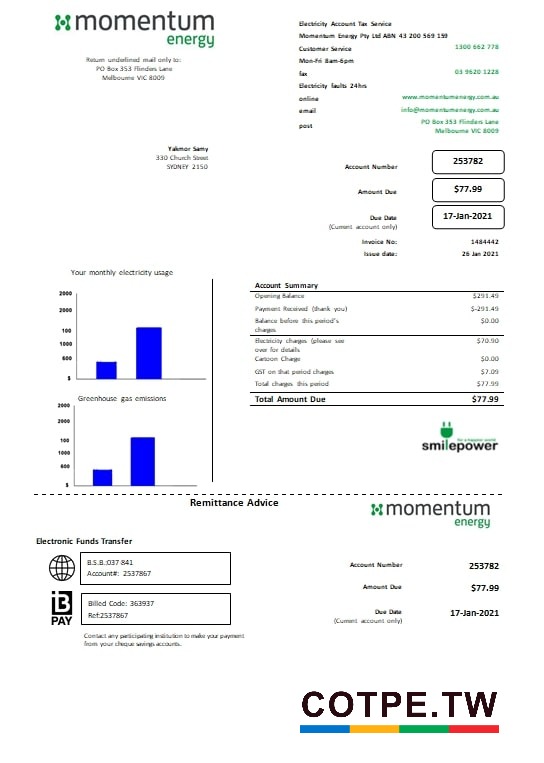 momentum
energy
Return undefined mail only to:
PO Box 353 Flinders Lane
Melbourne VIC 8009
Electricity Account Tax Service
Momentum Energy Pty Ltd ABN 43 200 569 159
Customer Service 1300 662 778
Mon-Fri 8am-6pm
fax 03 9620 1228
Electricity faults 24hrs
online www.momentumenergy.com.au
email info@momentumenergy.com.au
post PO Box 353 Flinders Lane
Melbourne VIC 8009
Yakmor Samy
330 Church Street
SYDNEY 2150
Account Number 253782
Amount Due $77.99
Due Date 17-Jan-2021
(Current account only)
Invoice No: 1484442
Issue date: 26 Jan 2021
Your monthly electricity usage
2000
2000
100
1000
600
$
Greenhouse gas emissions
2000
2000
100
1000
600
$
Account Summary
Opening Balance $291.49
Payment Received (thank you) $-291.49
Balance before this period's $0.00
charges
Electricity charges (please see $70.90
over for details
Cartoon Charge $0.00
GST on that period charges $7.09
Total charges this period $77.99
Total Amount Due $77.99
smilepower
Remittance Advice
momentum
energy
Electronic Funds Transfer
B.S.B.:037 841
Account#: 2537867
B
PAY
Billed Code: 363937
Ref:2537867
Contact any participating institution to make your payment
from your cheque savings accounts.
Account Number 253782
Amount Due $77.99
Due Date 17-Jan-2021
(Current account only)
COTPE.TW